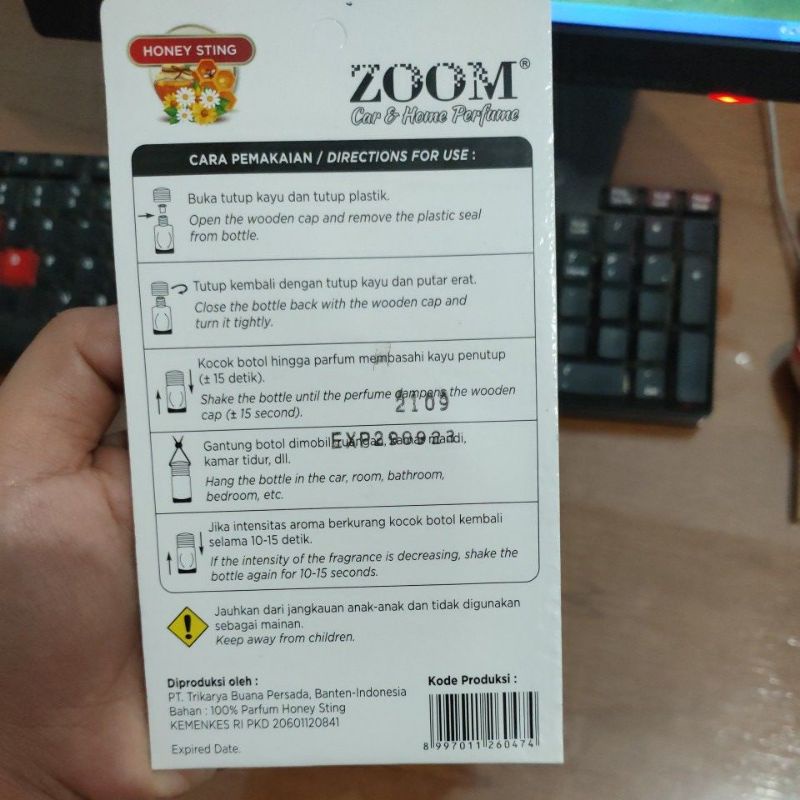 HONEY STING
ZOOM®
Car & Home Perfume
CARA PEMAKAIAN / DIRECTIONS FOR USE :
Buka tutup kayu dan tutup plastik.
Open the wooden cap and remove the plastic seal
from bottle.
Tutup kembali dengan tutup kayu dan putar erat.
Close the bottle back with the wooden cap and
turn it tightly.
Kocok botol hingga parfum membasahi kayu penutup
(± 15 detik).
Shake the bottle until the perfume dampens the wooden
cap (± 15 second).
2109
EXP290923
Gantung botol dimobil, ruangan, kamar mandi,
kamar tidur, dll.
Hang the bottle in the car, room, bathroom,
bedroom, etc.
Jika intensitas aroma berkurang kocok botol kembali
selama 10-15 detik.
If the intensity of the fragrance is decreasing, shake the
bottle again for 10-15 seconds.
Jauhkan dari jangkauan anak-anak dan tidak digunakan
sebagai mainan.
Keep away from children.
Diproduksi oleh :
PT. Trikarya Buana Persada, Banten-Indonesia
Bahan : 100% Parfum Honey Sting
KEMENKES RI PKD 20601120841
Expired Date.
Kode Produksi :
8 997011 260474